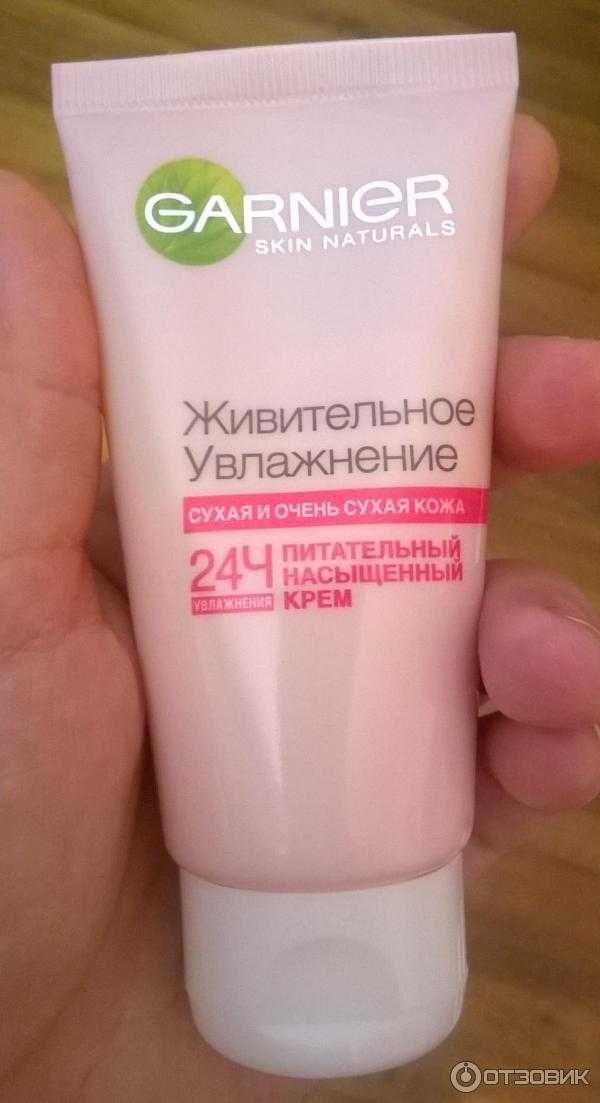 GARNIER
SKIN NATURALS
Живительное
Увлажнение
СУХАЯ И ОЧЕНЬ СУХАЯ КОЖА
24Ч ПИТАТЕЛЬНЫЙ
НАСЫЩЕННЫЙ
УВЛАЖНЕНИЯ КРЕМ
ОТЗОВИК